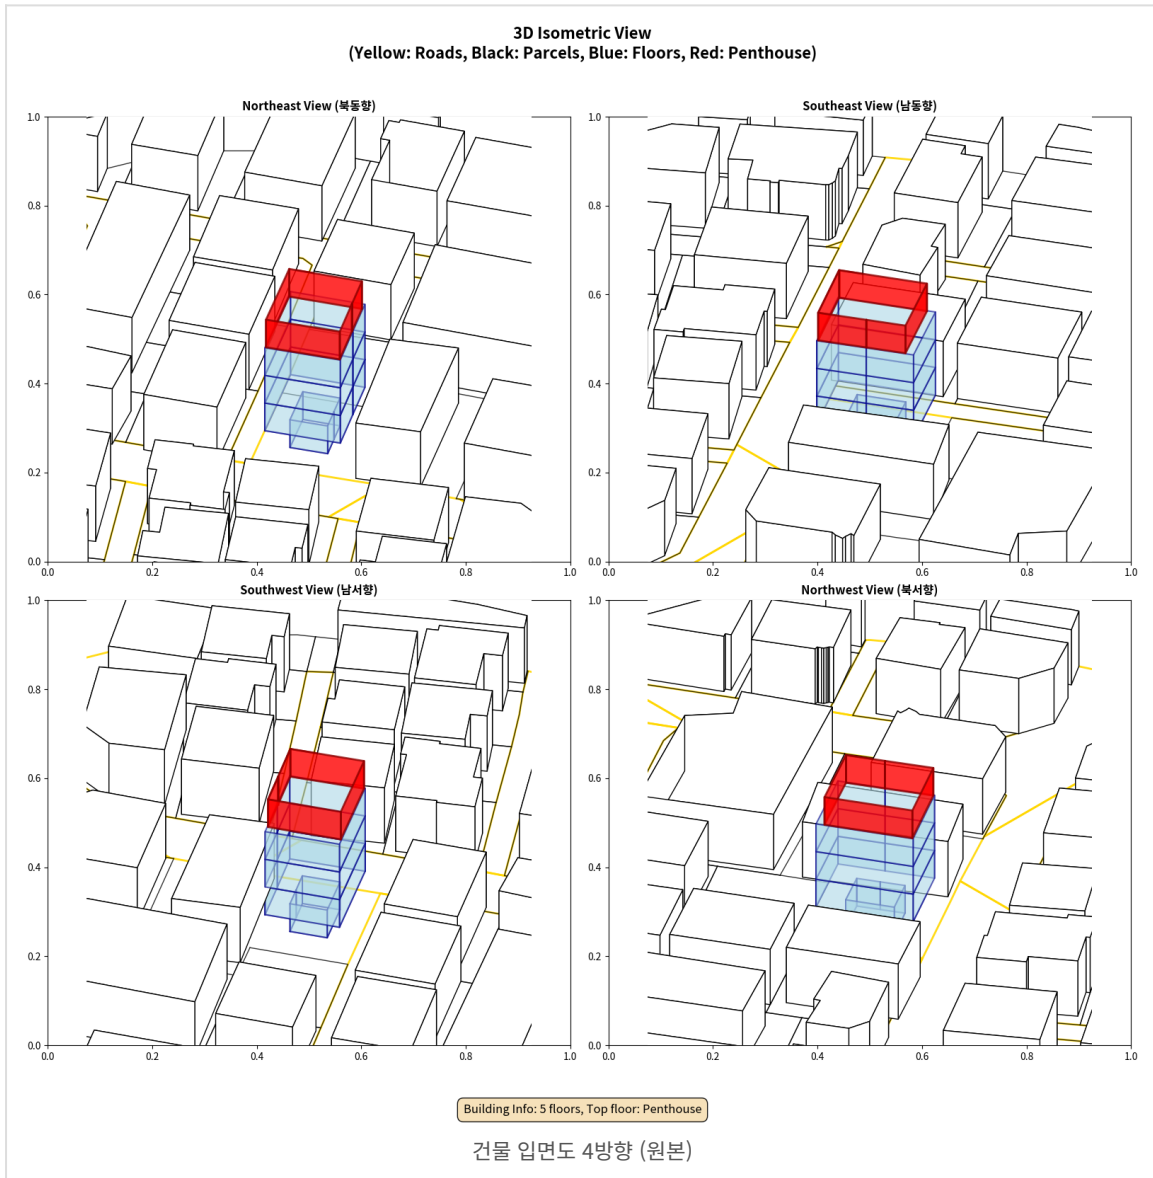 3D Isometric View
(Yellow: Roads, Black: Parcels, Blue: Floors, Red: Penthouse)
Northeast View (북동향)
1.0
0.8
0.6
0.4
0.2
0.0
0.0 0.2 0.4 0.6 0.8 1.0
Southeast View (남동향)
1.0
0.8
0.6
0.4
0.2
0.0
0.0 0.2 0.4 0.6 0.8 1.0
Southwest View (남서향)
1.0
0.8
0.6
0.4
0.2
0.0
0.0 0.2 0.4 0.6 0.8 1.0
Northwest View (북서향)
1.0
0.8
0.6
0.4
0.2
0.0
0.0 0.2 0.4 0.6 0.8 1.0
Building Info: 5 floors, Top floor: Penthouse
건물 입면도 4방향 (원본)